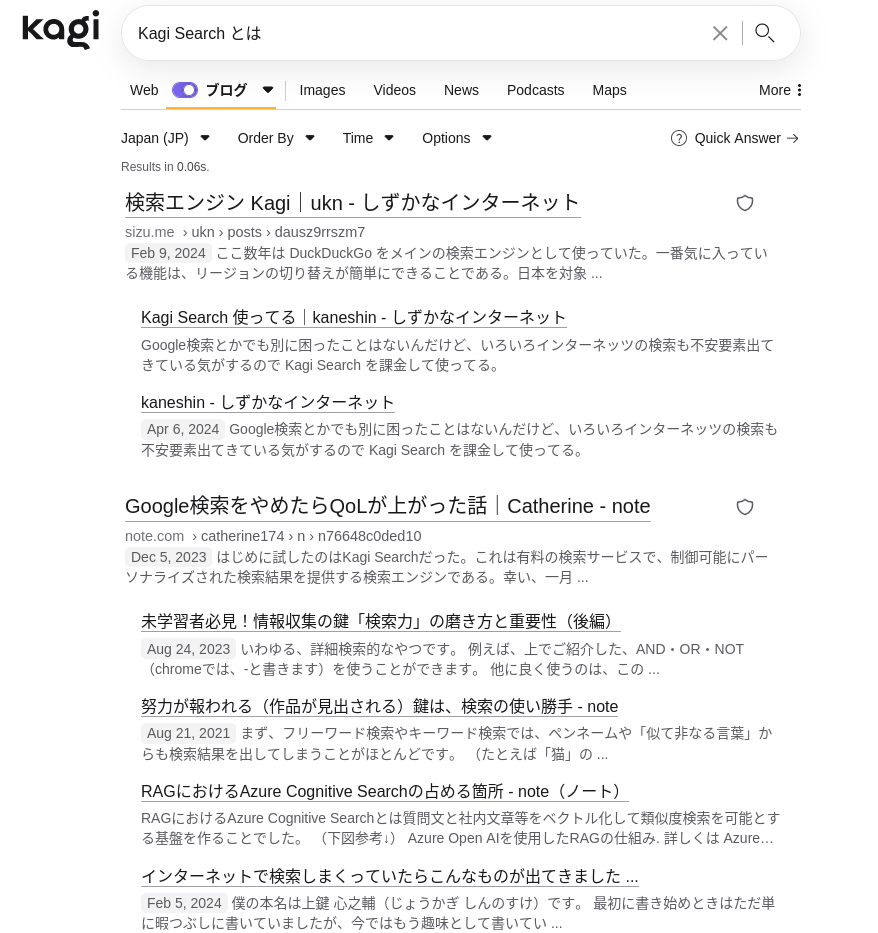 kagi
Kagi Search とは
Web ブログ Images Videos News Podcasts Maps More
Japan (JP) Order By Time Options Quick Answer →
Results in 0.06s.
検索エンジン Kagi｜ukn - しずかなインターネット
sizu.me › ukn › posts › dausz9rrszm7
Feb 9, 2024 ここ数年は DuckDuckGo をメインの検索エンジンとして使っていた。一番気に入ってい
る機能は、リージョンの切り替えが簡単にできることである。日本を対象 ...
Kagi Search 使ってる｜kaneshin - しずかなインターネット
Google検索とかでも別に困ったことはないんだけど、いろいろインターネッツの検索も不安要素出て
きている気がするので Kagi Search を課金して使ってる。
kaneshin - しずかなインターネット
Apr 6, 2024 Google検索とかでも別に困ったことはないんだけど、いろいろインターネッツの検索も
不安要素出てきている気がするので Kagi Search を課金して使ってる。
Google検索をやめたらQoLが上がった話｜Catherine - note
note.com › catherine174 › n › n76648c0ded10
Dec 5, 2023 はじめに試したのはKagi Searchだった。これは有料の検索サービスで、制御可能にパー
ソナライズされた検索結果を提供する検索エンジンである。幸い、一月 ...
未学習者必見！情報収集の鍵「検索力」の磨き方と重要性（後編）
Aug 24, 2023 いわゆる、詳細検索的なやつです。 例えば、上でご紹介した、AND・OR・NOT
（chromeでは、-と書きます）を使うことができます。 他に良く使うのは、この ...
努力が報われる（作品が見出される）鍵は、検索の使い勝手 - note
Aug 21, 2021 まず、フリーワード検索やキーワード検索では、ペンネームや「似て非なる言葉」か
らも検索結果を出してしまうことがほとんどです。 （たとえば「猫」の ...
RAGにおけるAzure Cognitive Searchの占める箇所 - note（ノート）
RAGにおけるAzure Cognitive Searchとは質問文と社内文章等をベクトル化して類似度検索を可能とす
る基盤を作ることでした。 （下図参考↓） Azure Open AIを使用したRAGの仕組み. 詳しくは Azure...
インターネットで検索しまくっていたらこんなものが出てきました ...
Feb 5, 2024 僕の本名は上鍵 心之輔（じょうかぎ しんのすけ）です。 最初に書き始めときはただ単
に暇つぶしに書いていましたが、今ではもう趣味として書いてい ...